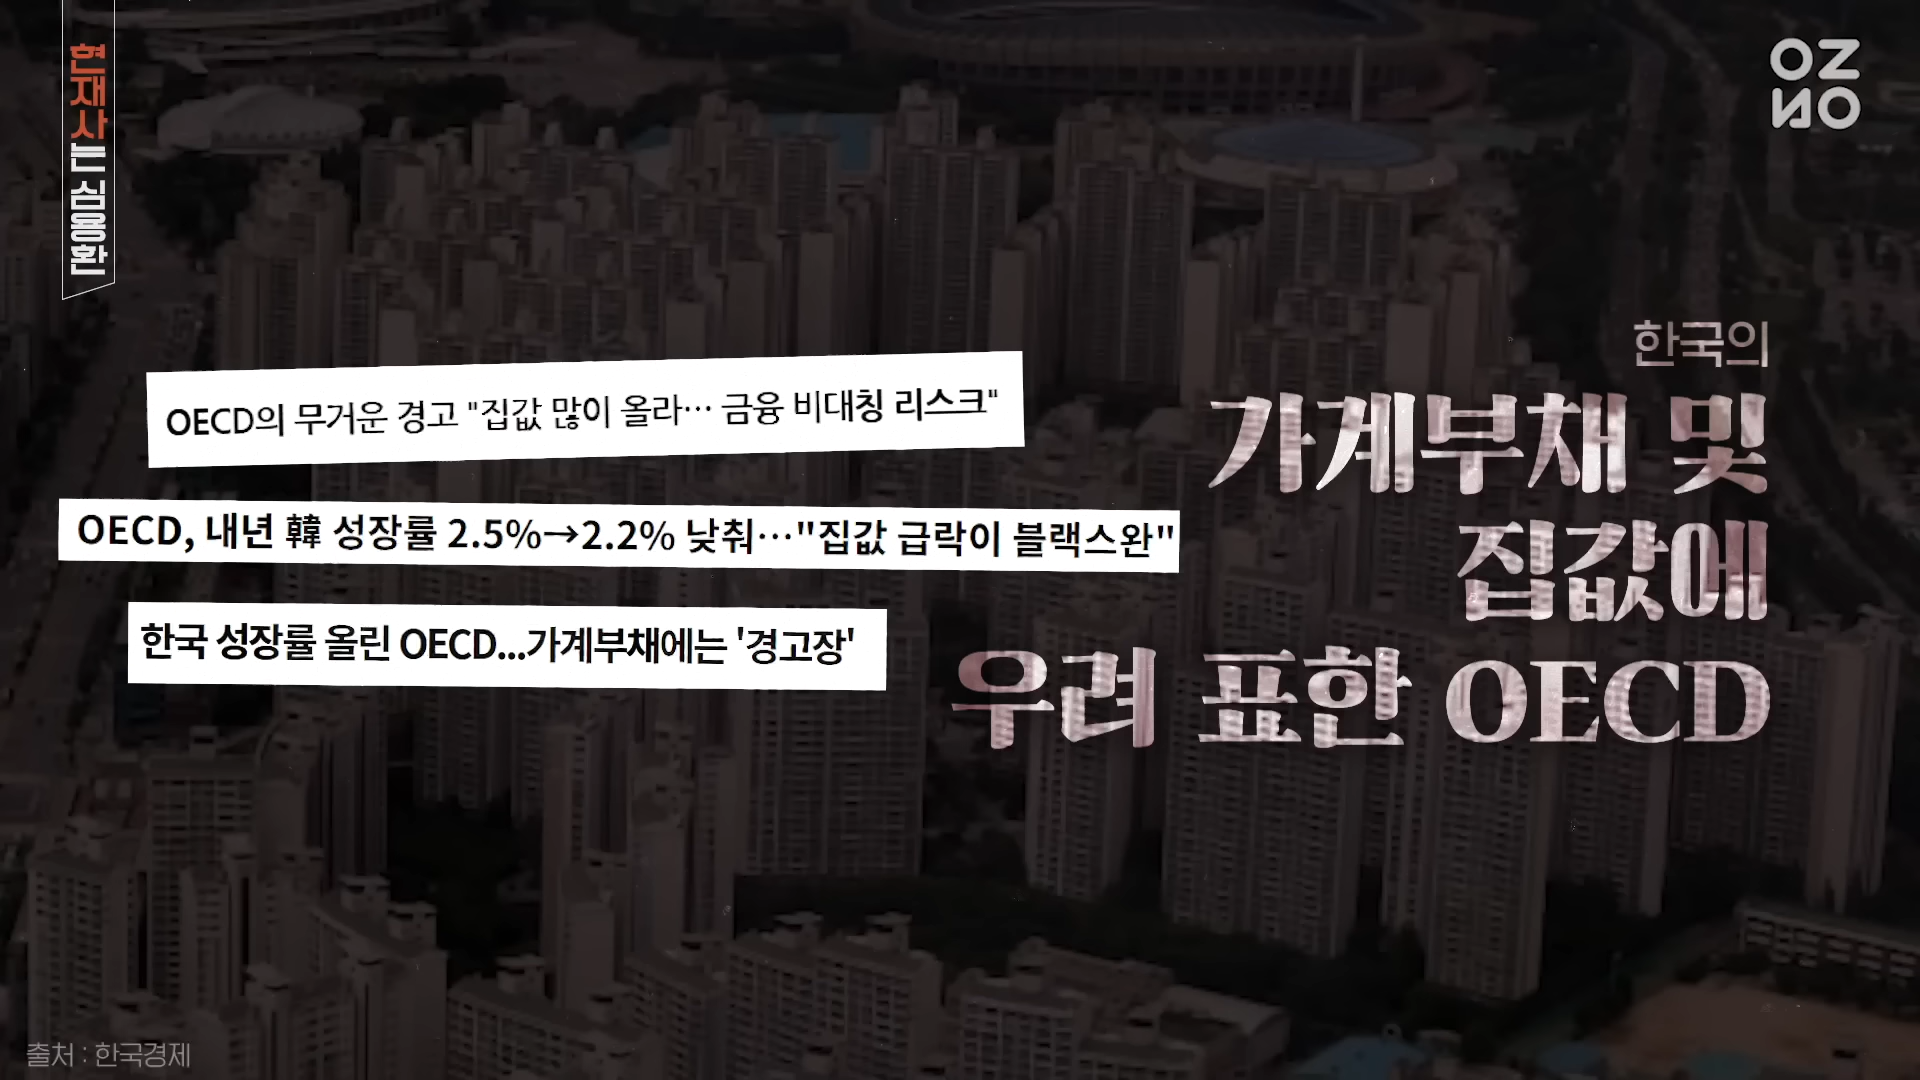 현재사는 심용환
OZ
NO
OECD의 무거운 경고 "집값 많이 올라… 금융 비대칭 리스크"
OECD, 내년 韓 성장률 2.5%→2.2% 낮춰…"집값 급락이 블랙스완"
한국 성장률 올린 OECD...가계부채에는 '경고장'
한국의
가계부채 및
집값에
우려 표한 OECD
출처 : 한국경제